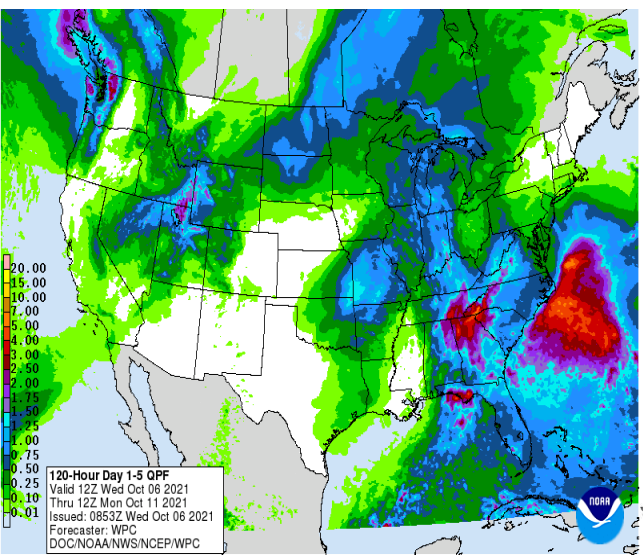 20.00
15.00
10.00
7.00
5.00
4.00
3.00
2.50
2.00
1.75
1.50
1.25
1.00
0.75
0.50
0.25
0.10
0.01
120-Hour Day 1-5 QPF
Valid 12Z Wed Oct 06 2021
Thru 12Z Mon Oct 11 2021
Issued: 0853Z Wed Oct 06 2021
Forecaster: WPC
DOC/NOAA/NWS/NCEP/WPC
NOAA